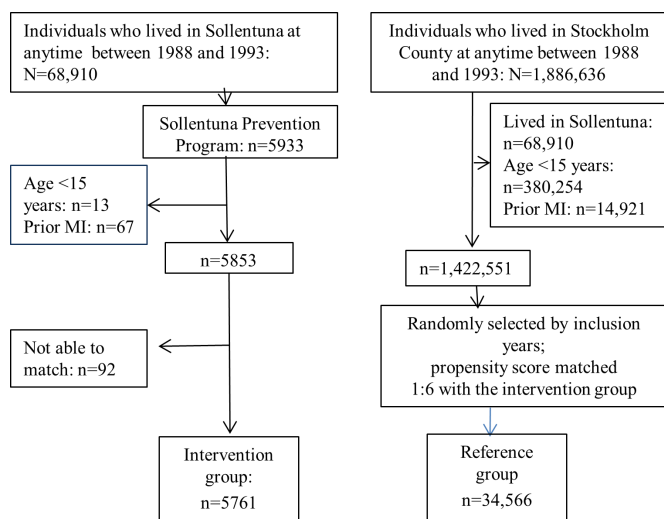 Individuals who lived in Sollentuna at
anytime between 1988 and 1993:
N=68,910
Sollentuna Prevention
Program: n=5933
Age <15
years: n=13
Prior MI: n=67
n=5853
Not able to
match: n=92
Intervention
group:
n=5761
Individuals who lived in Stockholm
County at anytime between 1988
and 1993: N=1,886,636
Lived in Sollentuna:
n=68,910
Age <15 years:
n=380,254
Prior MI: n=14,921
n=1,422,551
Randomly selected by inclusion
years;
propensity score matched
1:6 with the intervention group
Reference
group
n=34,566